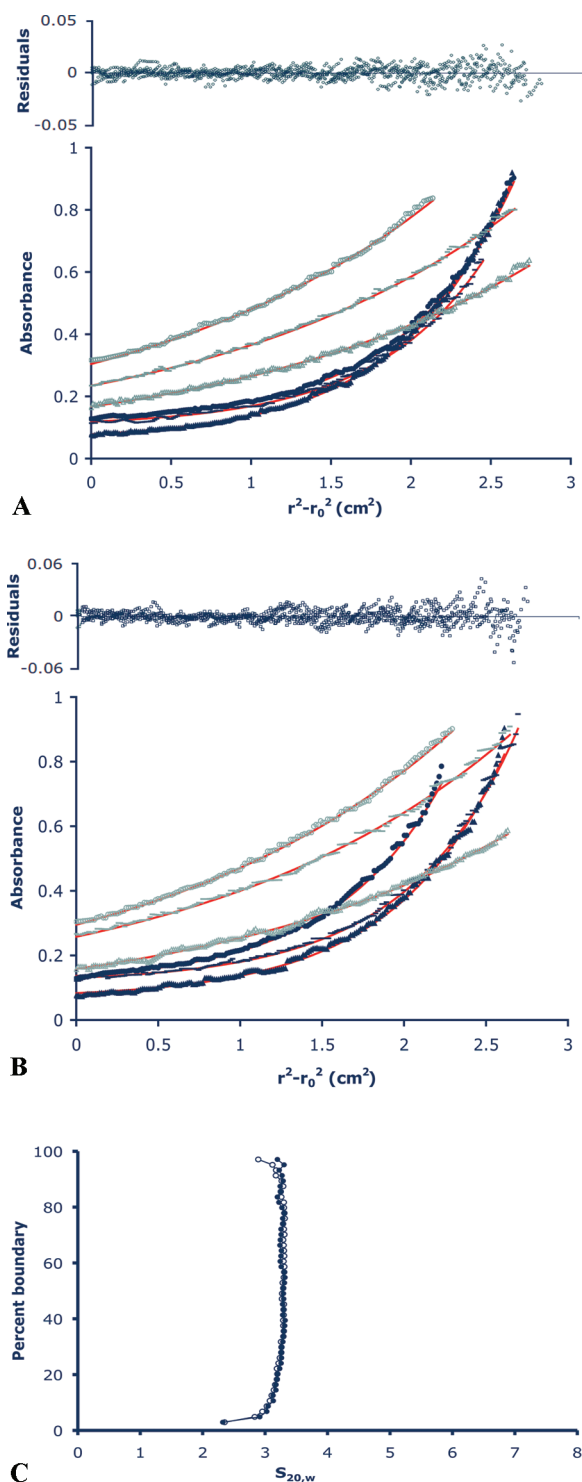 0.05
0
-0.05
Residuals
1
0.8
0.6
0.4
0.2
0
Absorbance
0 0.5 1 1.5 2 2.5 3
r²-r₀² (cm²)
A
0.06
0
-0.06
Residuals
1
0.8
0.6
0.4
0.2
0
Absorbance
0 0.5 1 1.5 2 2.5 3
r²-r₀² (cm²)
B
100
80
60
40
20
0
Percent boundary
0 1 2 3 4 5 6 7 8
S₂₀,w
C